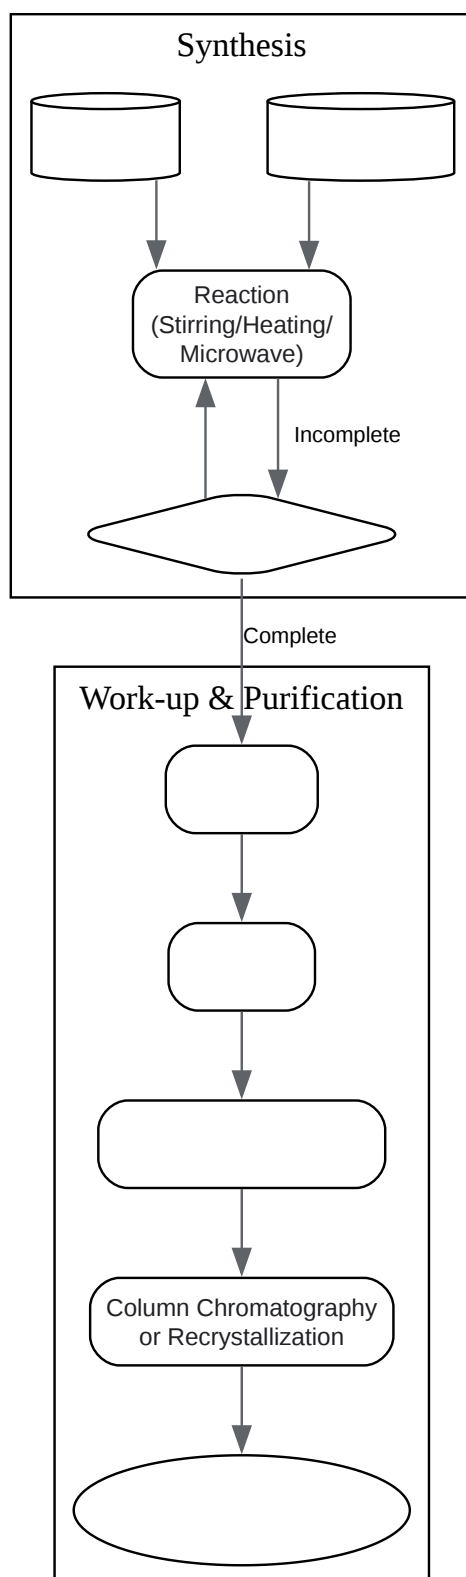 Synthesis
Reaction
(Stirring/Heating/
Microwave)
Incomplete
Complete
Work-up & Purification
Column Chromatography
or Recrystallization